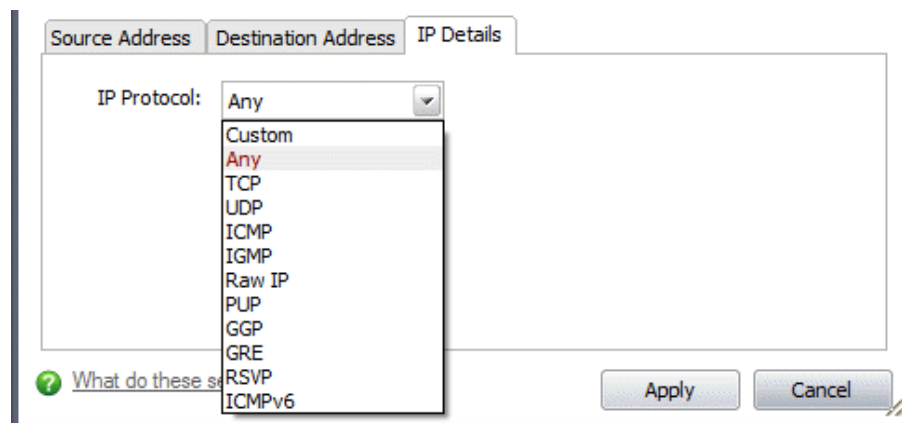 Source Address Destination Address IP Details
IP Protocol: Any
Custom
Any
TCP
UDP
ICMP
IGMP
Raw IP
PUP
GGP
GRE
RSVP
ICMPv6
What do these
Apply Cancel